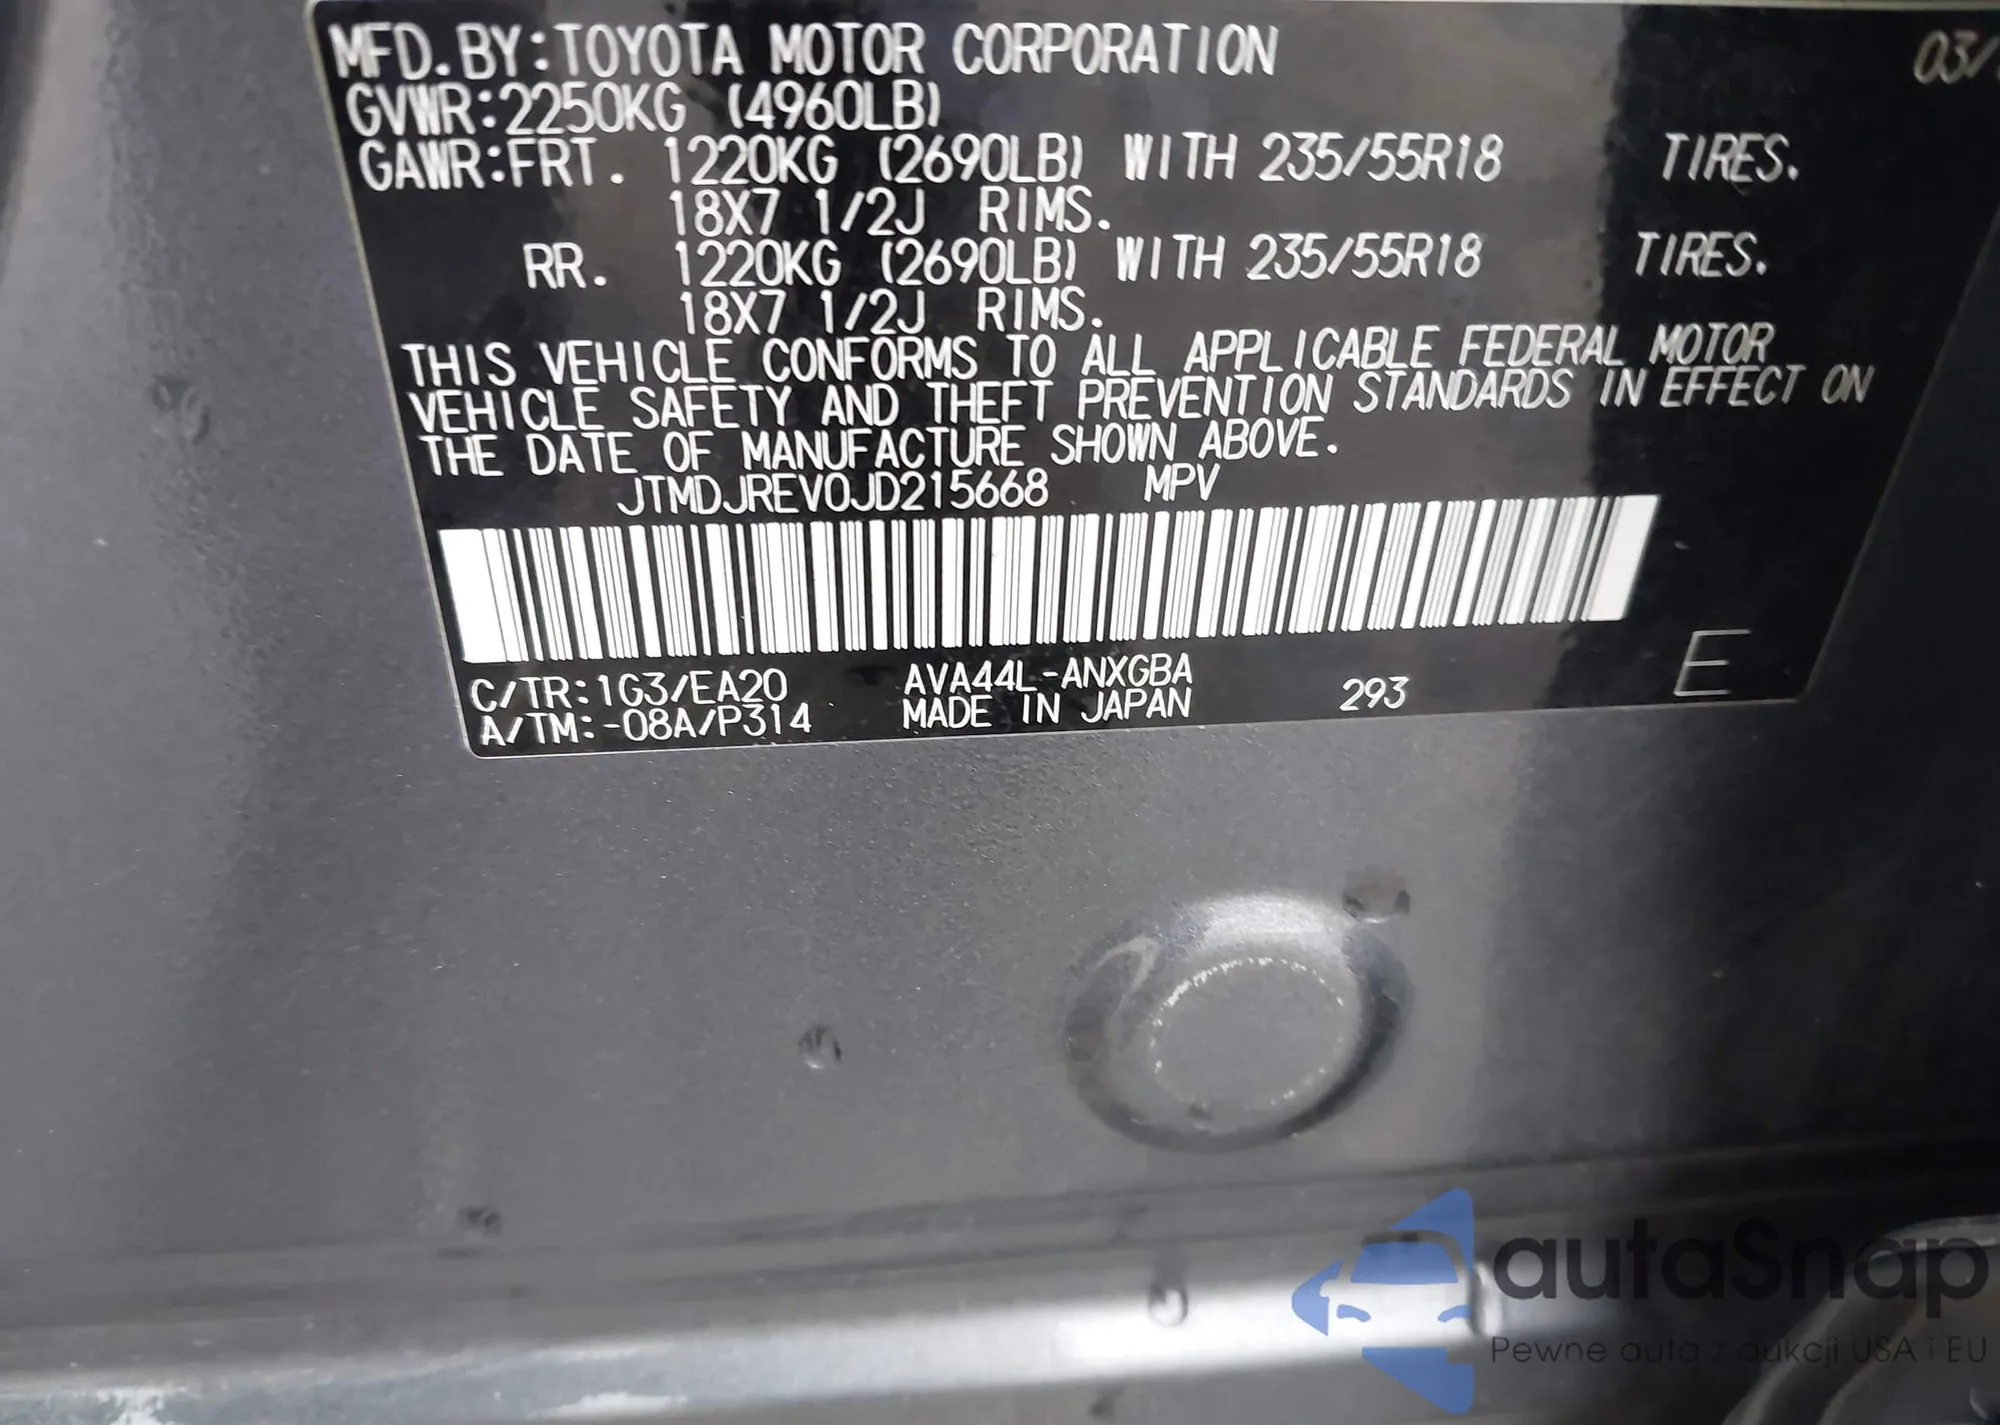 MFD.BY:TOYOTA MOTOR CORPORATION 03/
GVWR:2250KG (4960LB)
GAWR:FRT. 1220KG (2690LB) WITH 235/55R18 TIRES.
18X7 1/2J RIMS.
RR. 1220KG (2690LB) WITH 235/55R18 TIRES.
18X7 1/2J RIMS.
THIS VEHICLE CONFORMS TO ALL APPLICABLE FEDERAL MOTOR
VEHICLE SAFETY AND THEFT PREVENTION STANDARDS IN EFFECT ON
THE DATE OF MANUFACTURE SHOWN ABOVE.
JTMDJREV0JD215668 MPV
C/TR:1G3/EA20 AVA44L-ANXGBA 293 E
A/TM:-08A/P314 MADE IN JAPAN
autaSnap
Pewne auta z aukcji USA i EU